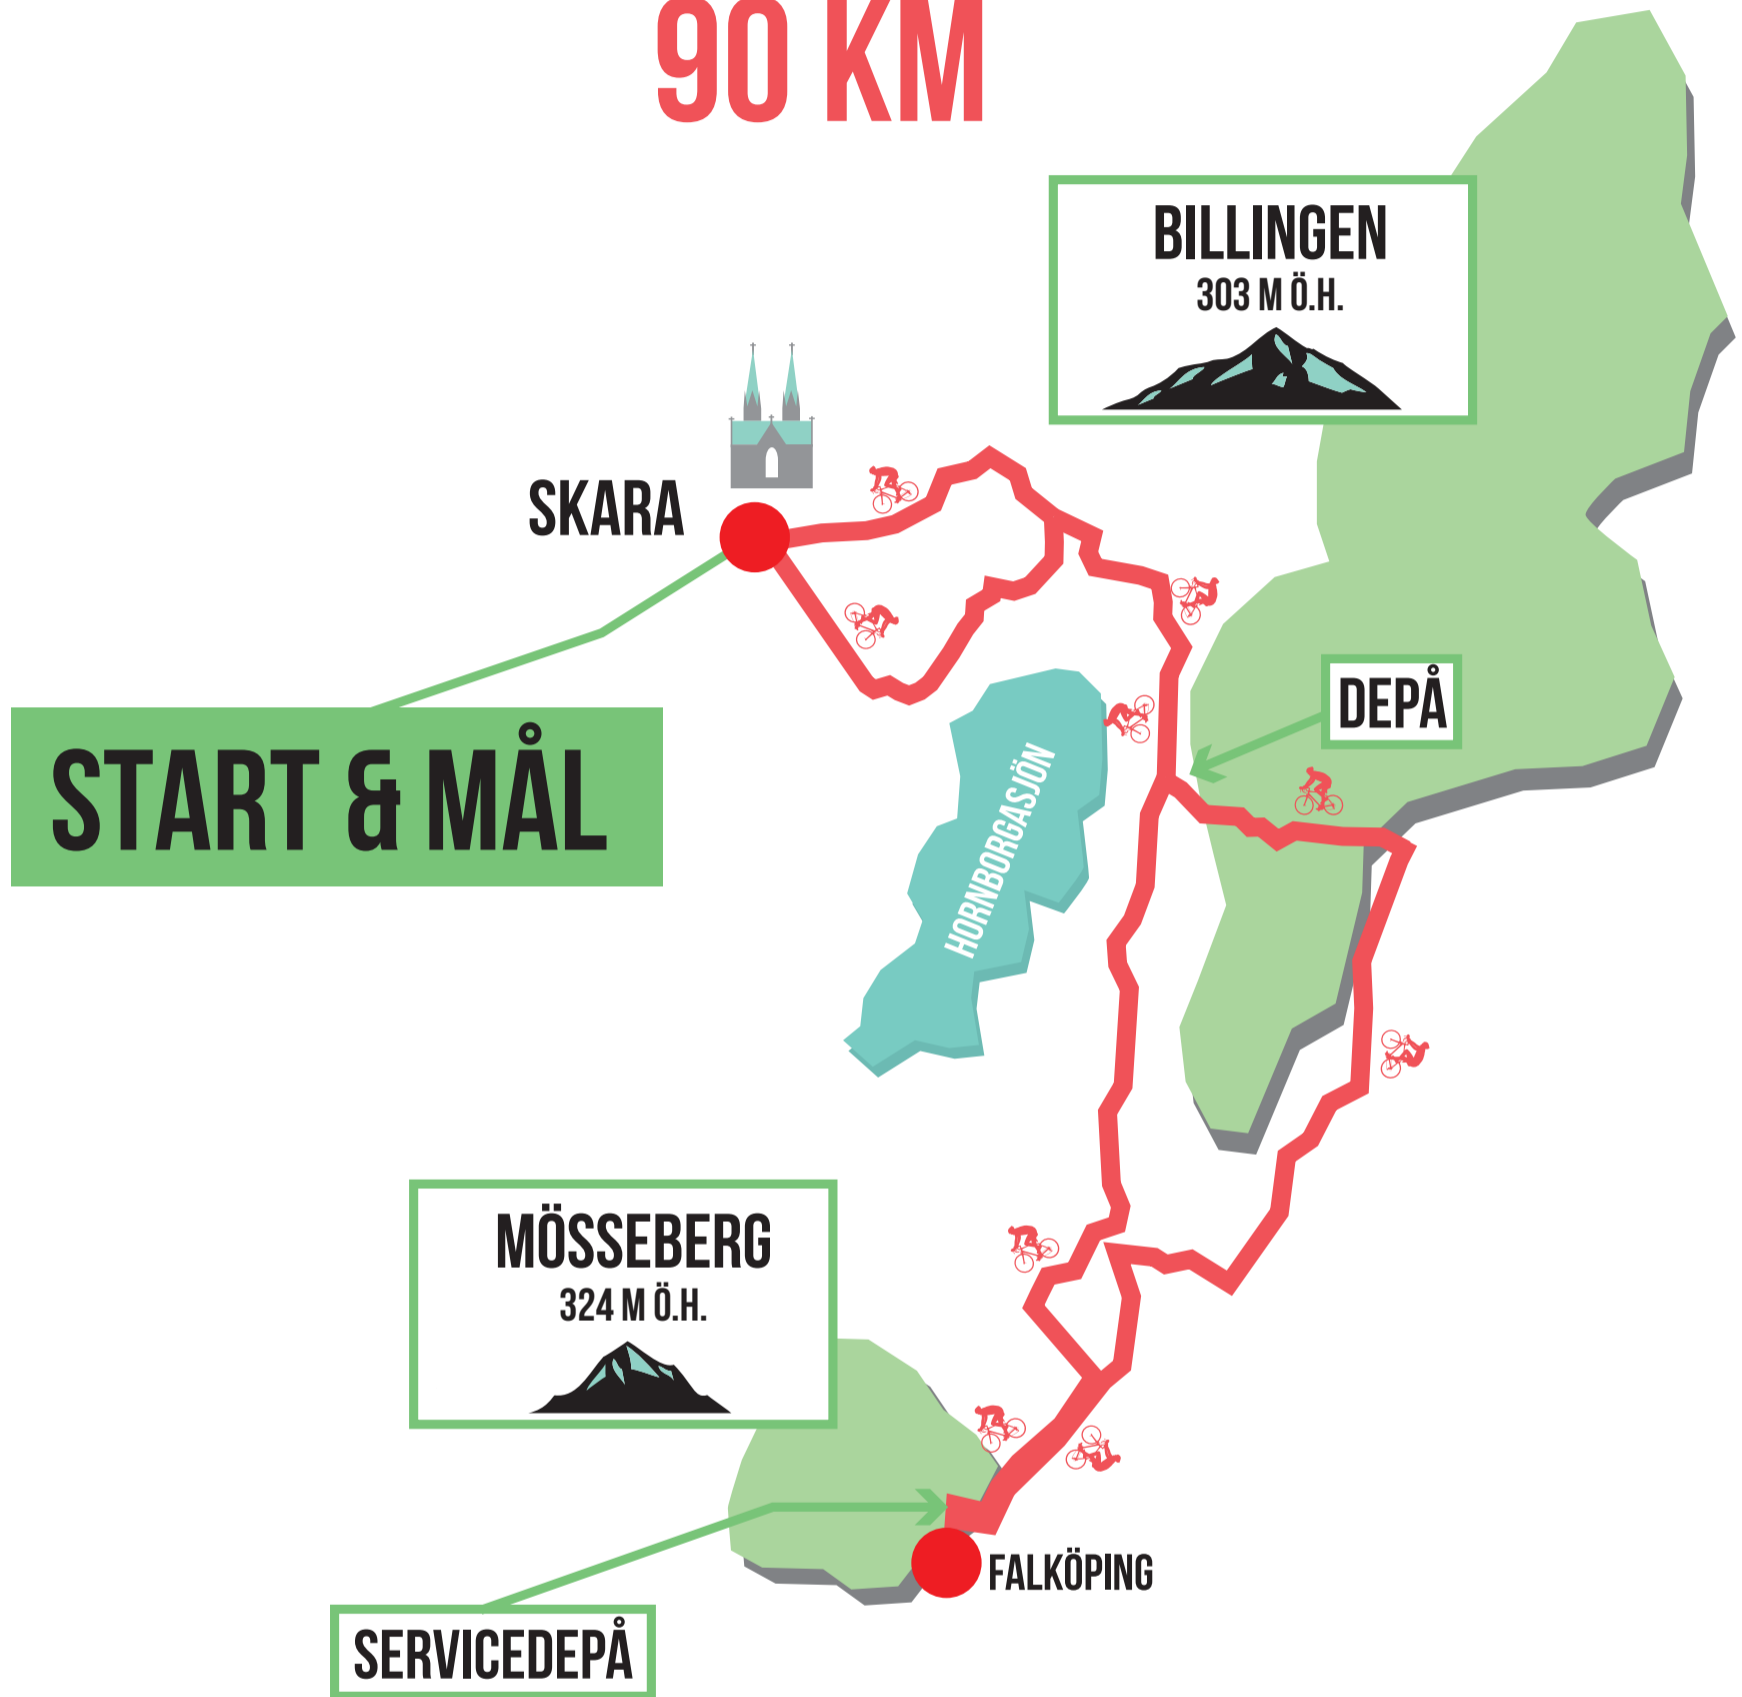 90 KM
BILLINGEN
303 M Ö.H.
SKARA
DEPÅ
START & MÅL
HORNBORGASJÖN
MÖSSEBERG
324 M Ö.H.
FALKÖPING
SERVICEDEPÅ